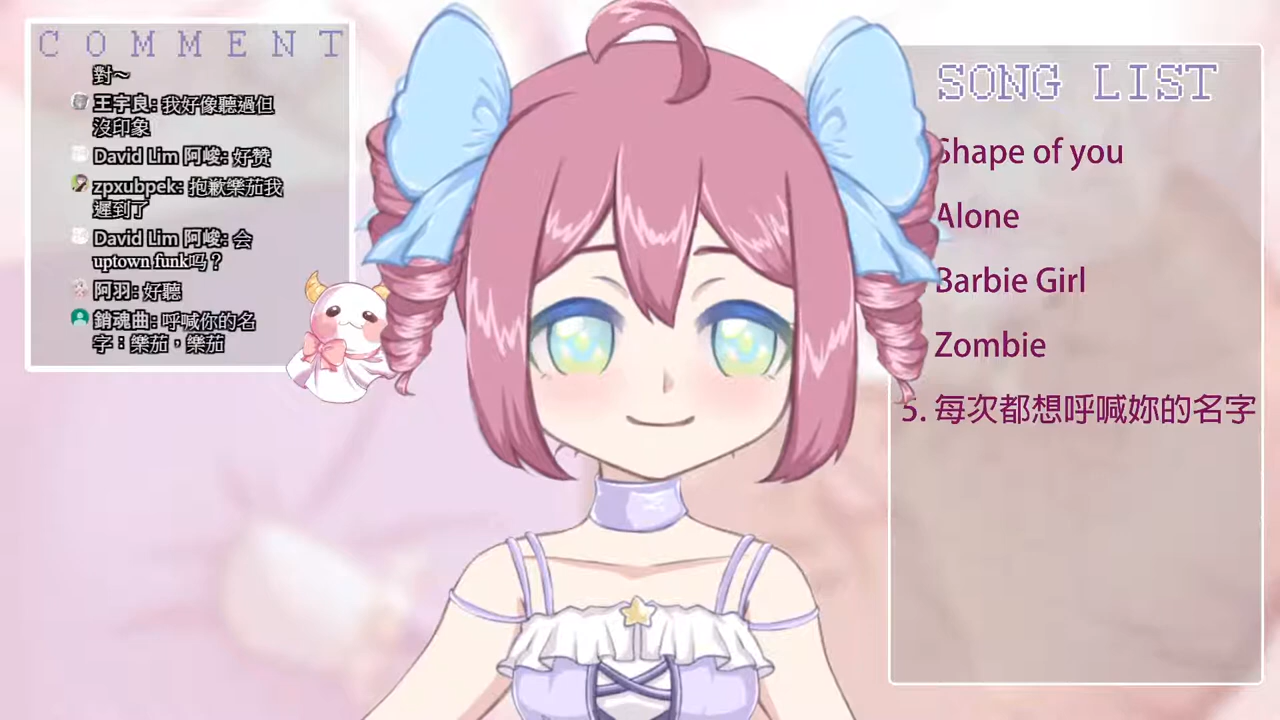 COMMENT
對～
王宇良: 我好像聽過但
沒印象
David Lim 阿峻: 好赞
zpxubpek: 抱歉樂茄我
遲到了
David Lim 阿峻: 会
uptown funk吗？
阿羽: 好聽
銷魂曲: 呼喊你的名
字：樂茄，樂茄
SONG LIST
Shape of you
Alone
Barbie Girl
Zombie
5. 每次都想呼喊妳的名字